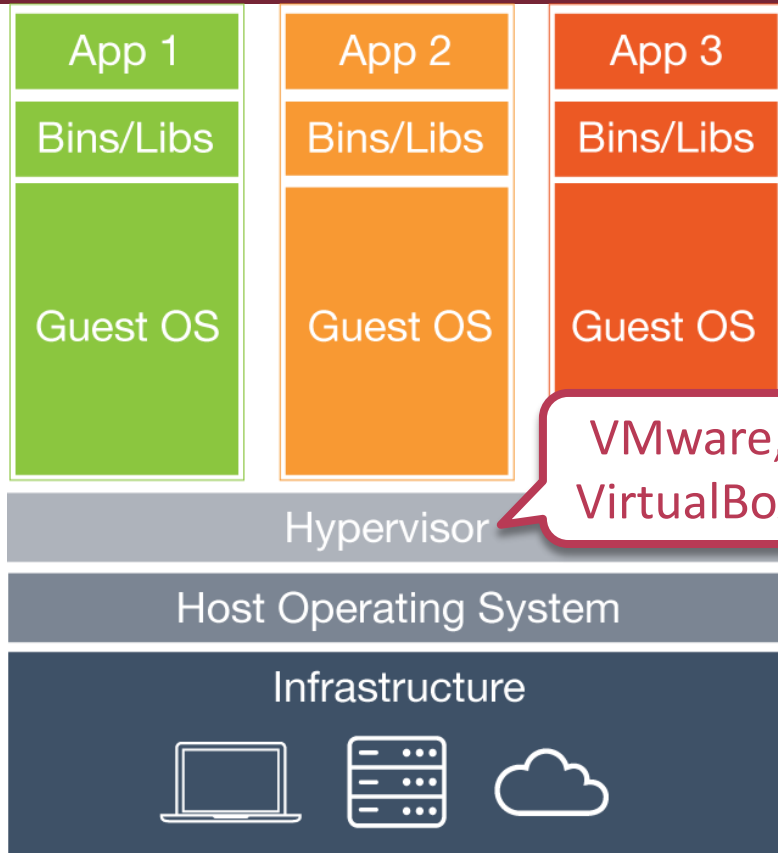 App 1
App 2
App 3
Bins/Libs
Bins/Libs
Bins/Libs
Guest OS
Guest OS
Guest OS
VMware,
VirtualBo
Hypervisor
Host Operating System
Infrastructure